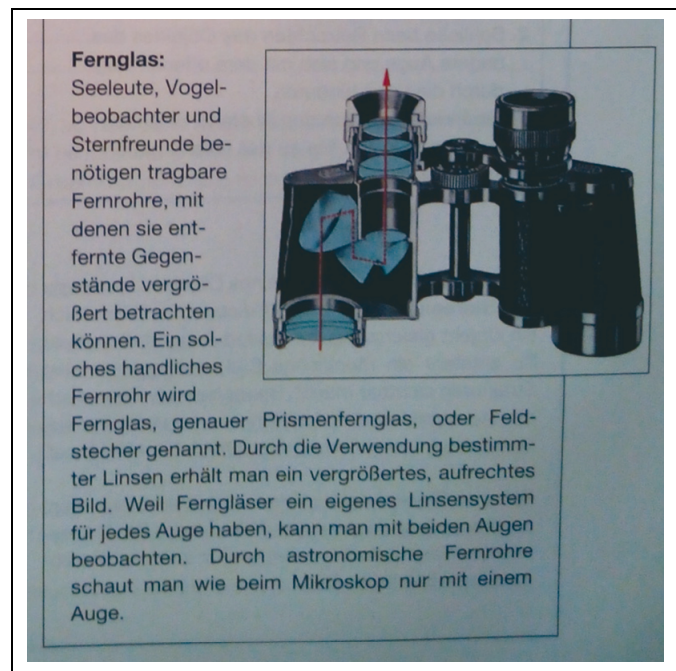 Fernglas:
Seeleute, Vogel-
beobachter und
Sternfreunde be-
nötigen tragbare
Fernrohre, mit
denen sie ent-
fernte Gegen-
stände vergrö-
ßert betrachten
können. Ein sol-
ches handliches
Fernrohr wird
Fernglas, genauer Prismenfernglas, oder Feld-
stecher genannt. Durch die Verwendung bestimm-
ter Linsen erhält man ein vergrößertes, aufrechtes
Bild. Weil Ferngläser ein eigenes Linsensystem
für jedes Auge haben, kann man mit beiden Augen
beobachten. Durch astronomische Fernrohre
schaut man wie beim Mikroskop nur mit einem
Auge.